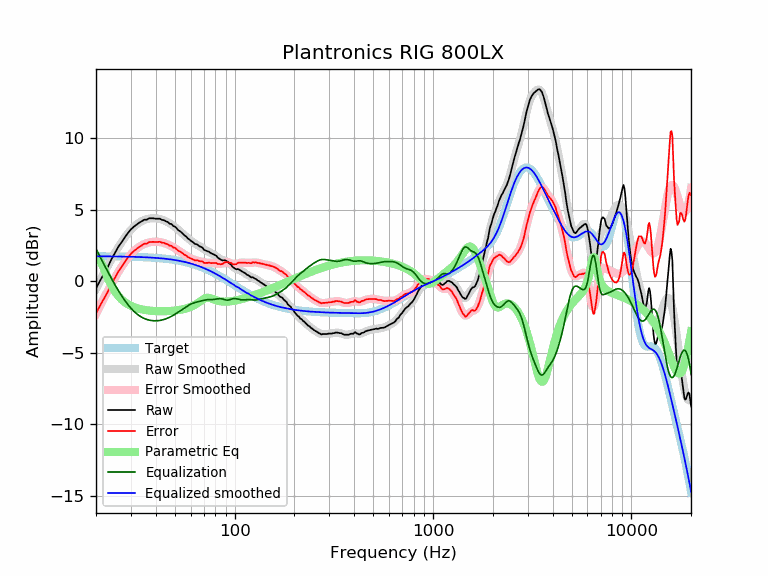 Plantronics RIG 800LX
Amplitude (dBr)
10
5
0
−5
−10
−15
Target
Raw Smoothed
Error Smoothed
Raw
Error
Parametric Eq
Equalization
Equalized smoothed
100 1000 10000
Frequency (Hz)